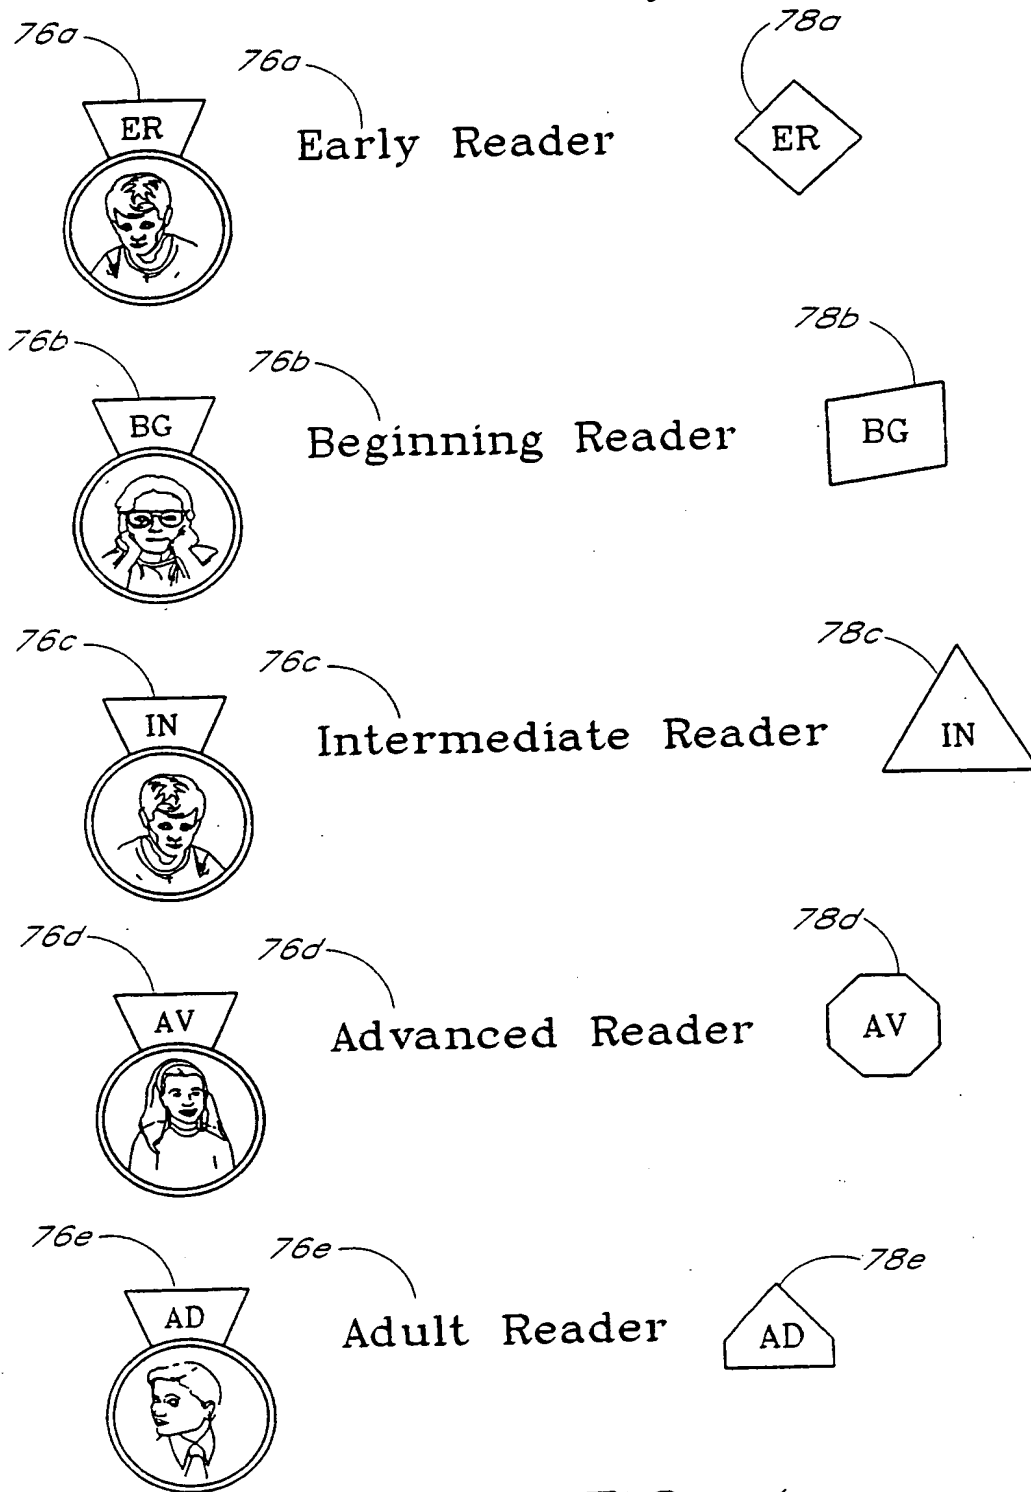 76a 76a 78a
ER Early Reader ER
76b 76b 78b
BG Beginning Reader BG
76c 76c 78c
IN Intermediate Reader IN
76d 76d 78d
AV Advanced Reader AV
76e 76e 78e
AD Adult Reader AD